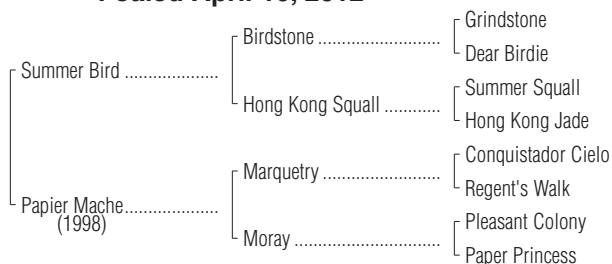 Grindstone
Birdstone ..........................
Dear Birdie
Summer Bird ....................
Summer Squall
Hong Kong Squall ............
Hong Kong Jade
Conquistador Cielo
Marquetry .........................
Regent's Walk
Papier Mache....................
(1998)
Pleasant Colony
Moray ...............................
Paper Princess